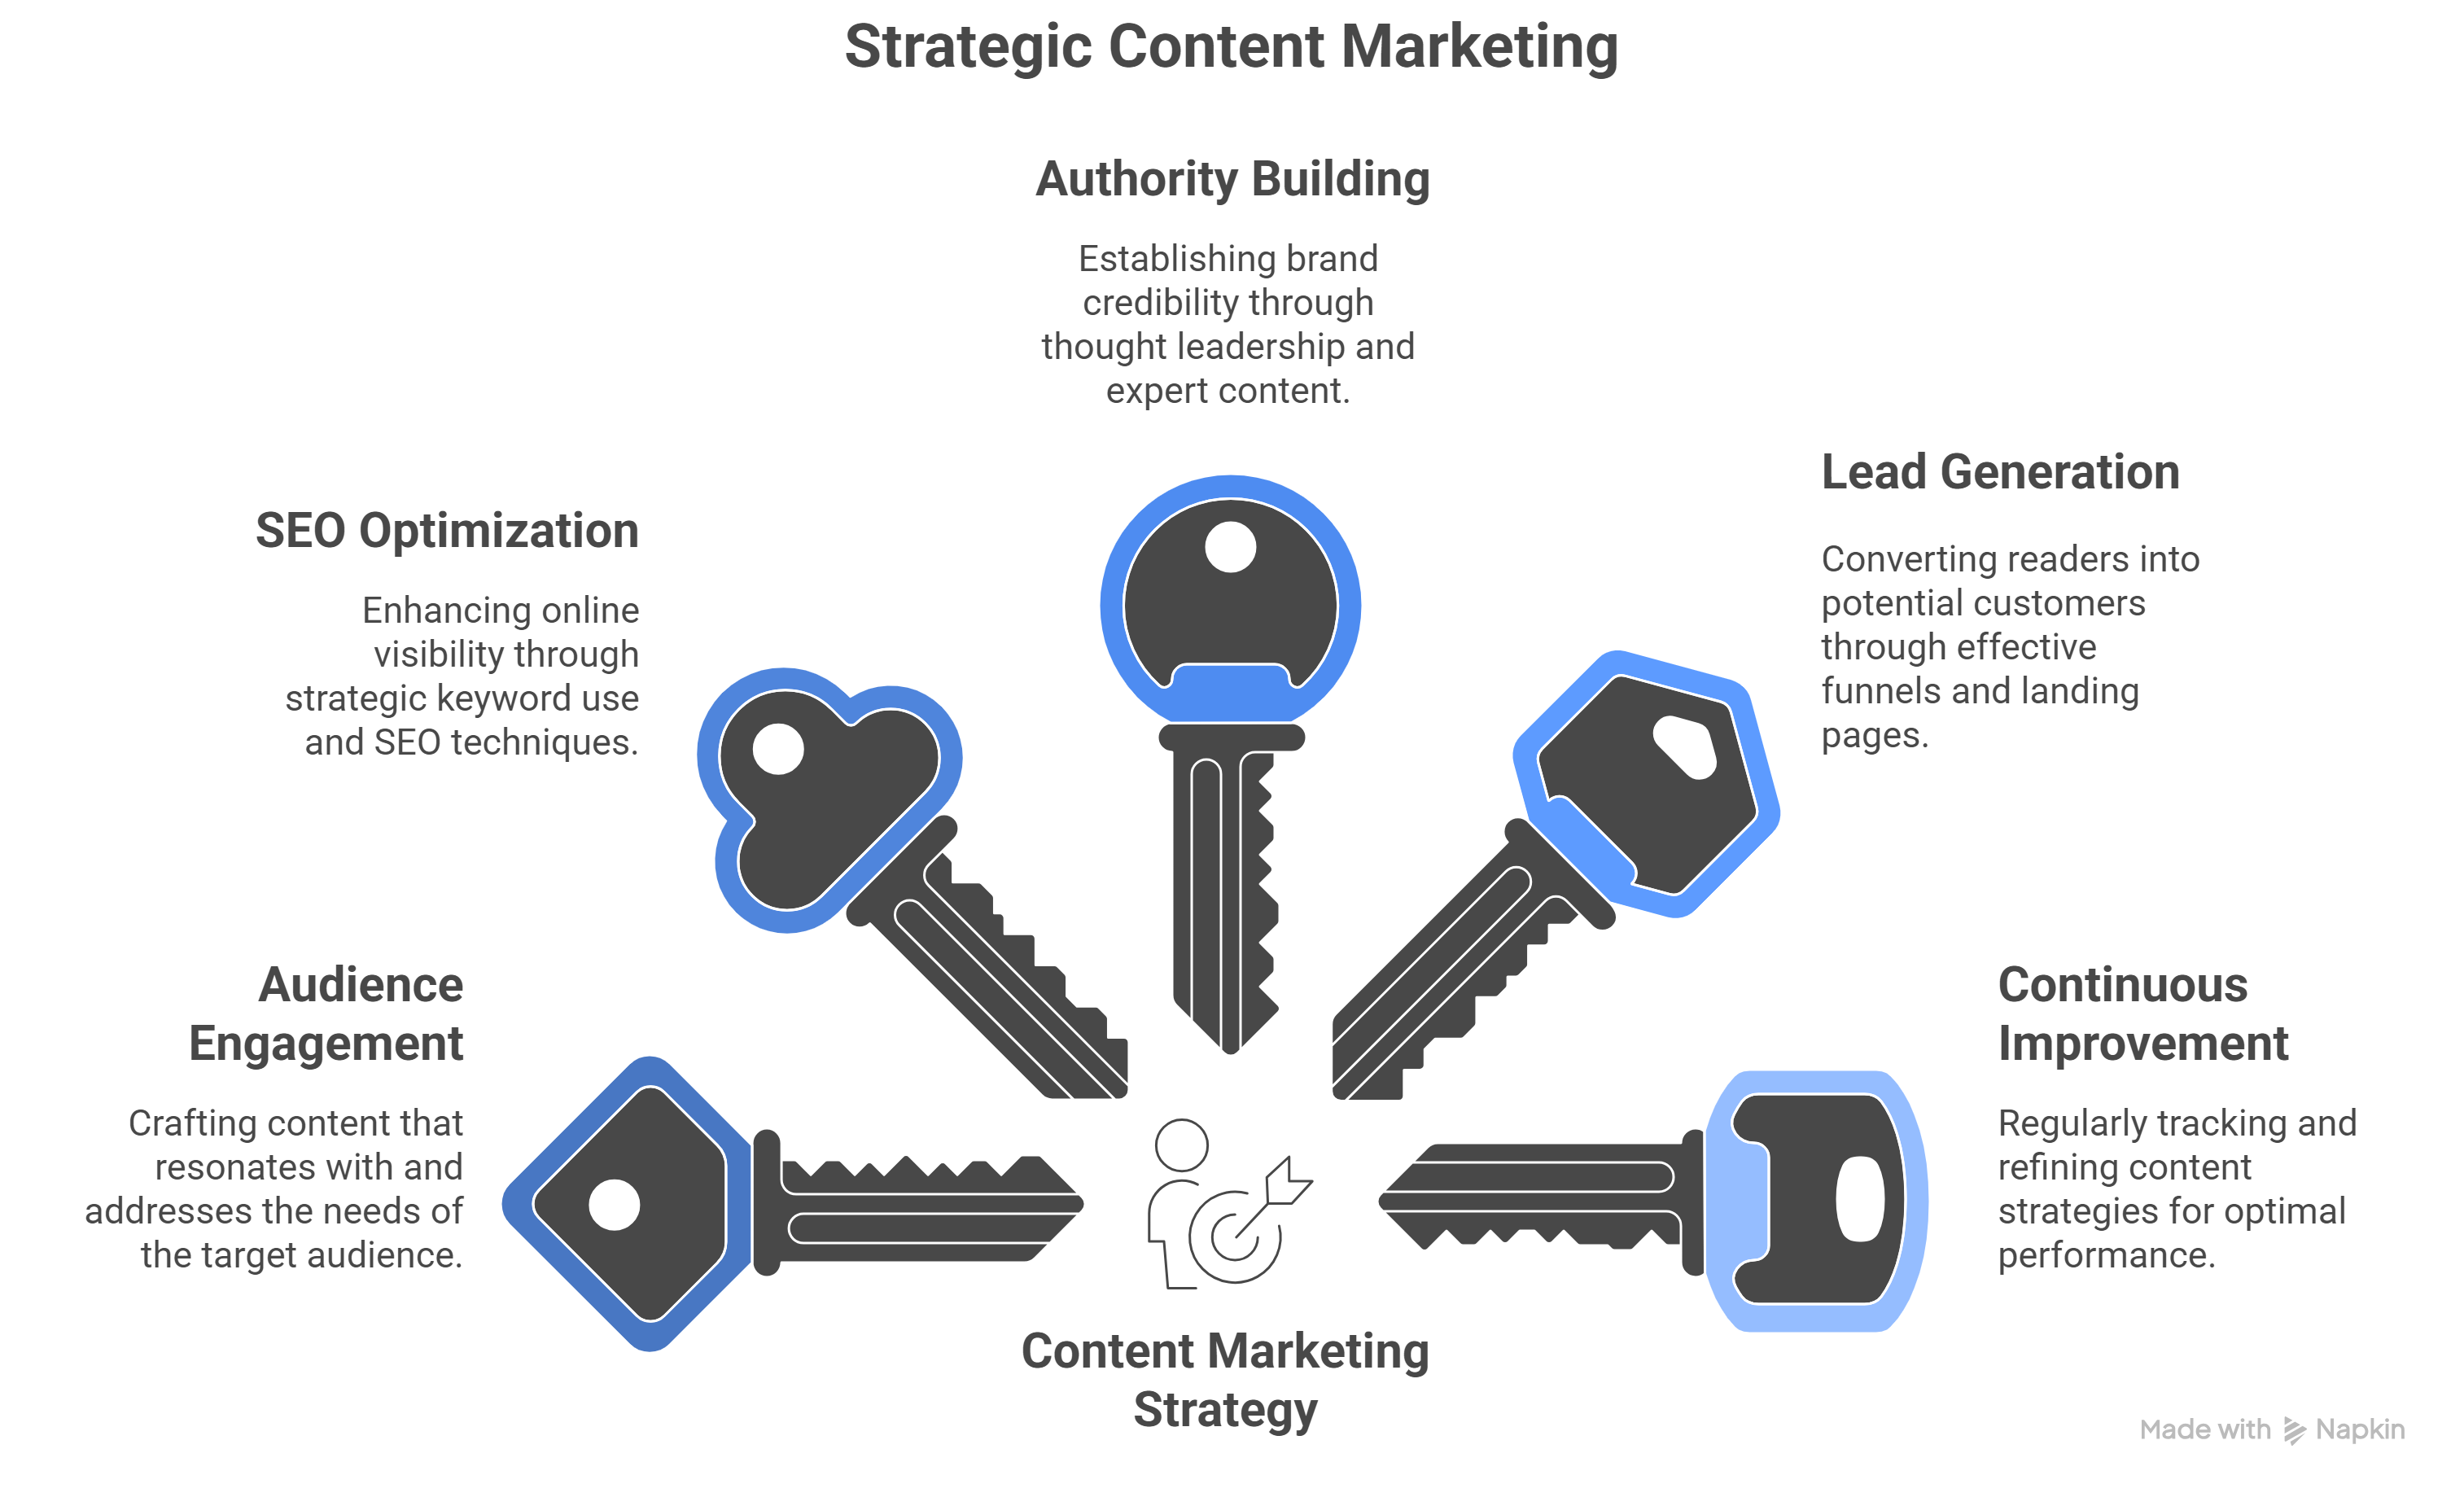 Strategic Content Marketing
Authority Building
Establishing brand
credibility through
thought leadership and
expert content.
Lead Generation
Converting readers into
potential customers
through effective
funnels and landing
pages.
SEO Optimization
Enhancing online
visibility through
strategic keyword use
and SEO techniques.
Audience
Engagement
Crafting content that
resonates with and
addresses the needs of
the target audience.
Continuous
Improvement
Regularly tracking and
refining content
strategies for optimal
performance.
Content Marketing
Strategy
Made with Napkin